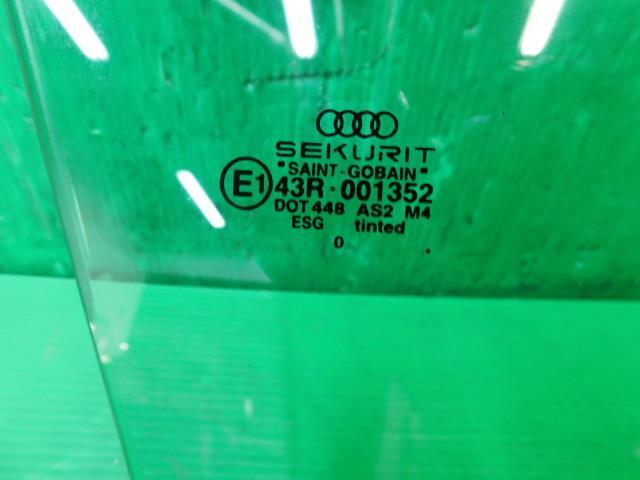 SEKURIT
"SAINT-GOBAIN"
E1 43R-001352
DOT 448 AS2 M4
ESG tinted
0